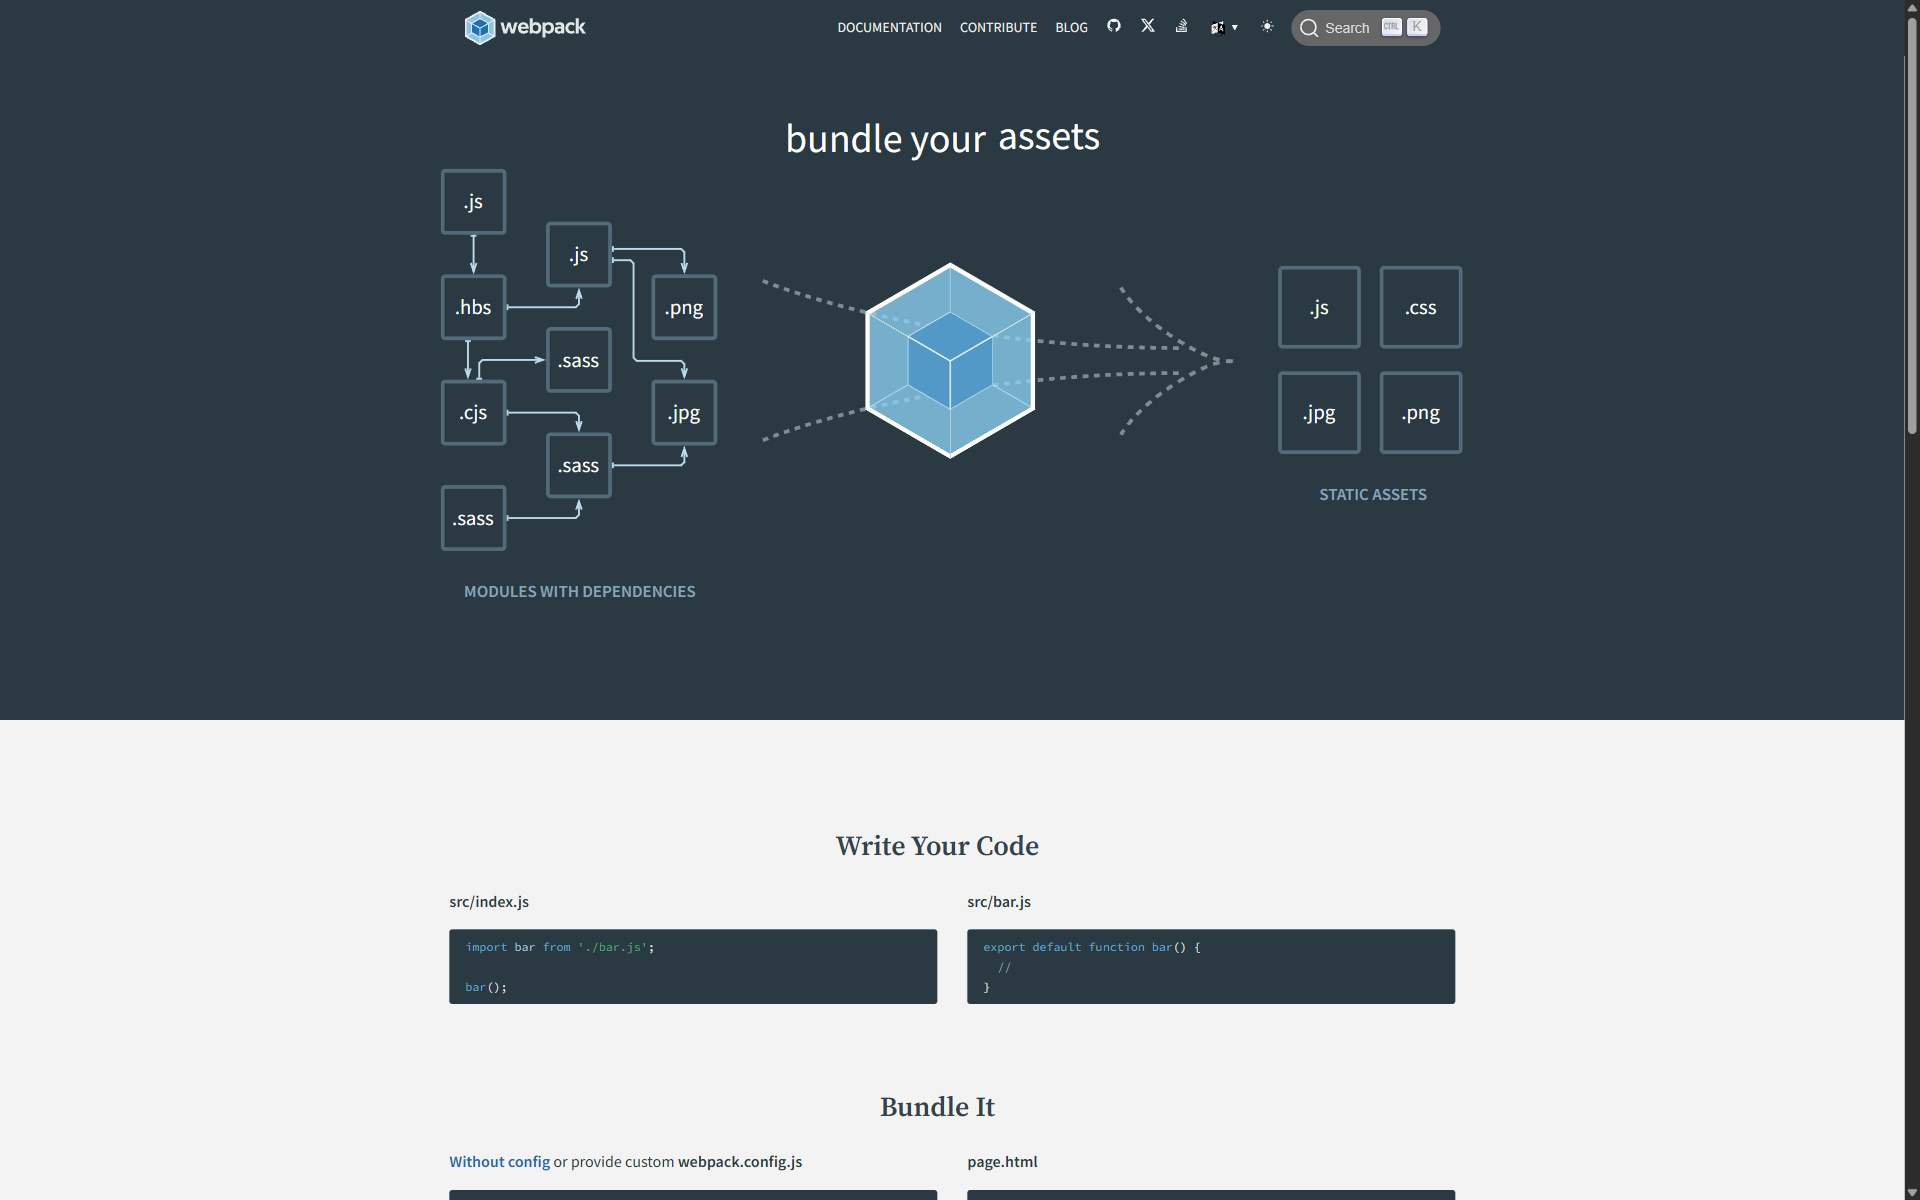 webpack
DOCUMENTATION CONTRIBUTE BLOG Search CTRL K
bundle your assets
.js
.js
.hbs
.png
.sass
.cjs
.jpg
.sass
.sass
MODULES WITH DEPENDENCIES
.js .css
.jpg .png
STATIC ASSETS
Write Your Code
src/index.js
import bar from './bar.js';
bar();
src/bar.js
export default function bar() {
//
}
Bundle It
Without config or provide custom webpack.config.js
page.html